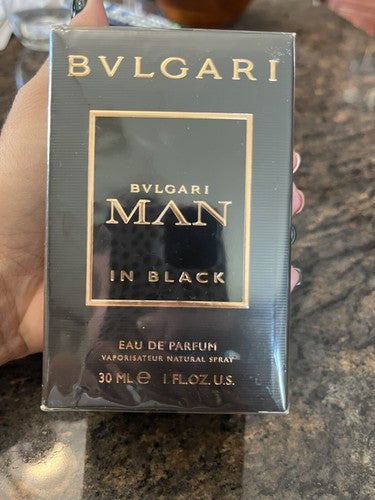 BVLGARI
BVLGARI
MAN
IN BLACK
EAU DE PARFUM
VAPORISATEUR NATURAL SPRAY
30 ML ℮ 1 FL.OZ. U.S.